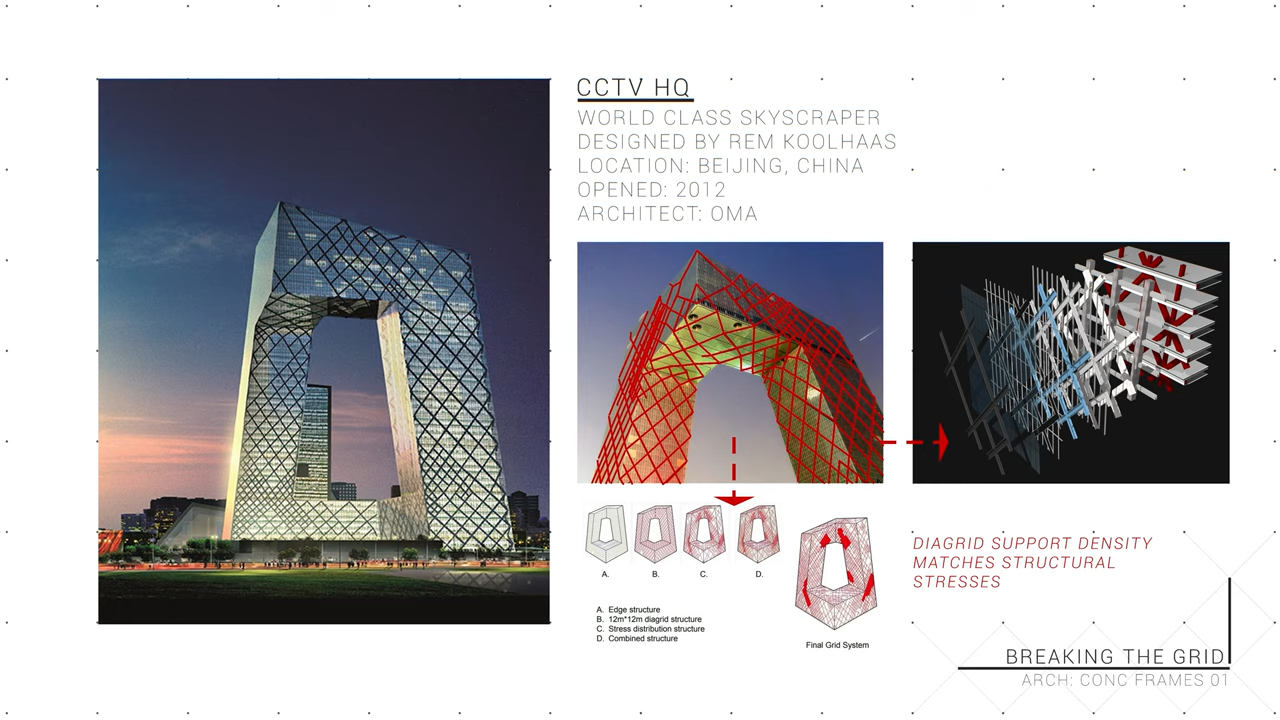 CCTV HQ
WORLD CLASS SKYSCRAPER
DESIGNED BY REM KOOLHAAS
LOCATION: BEIJING, CHINA
OPENED: 2012
ARCHITECT: OMA
A.
B.
C.
D.
A. Edge structure
B. 12m*12m diagrid structure
C. Stress distribution structure
D. Combined structure
Final Grid System
DIAGRID SUPPORT DENSITY
MATCHES STRUCTURAL
STRESSES
BREAKING THE GRID
ARCH: CONC FRAMES 01